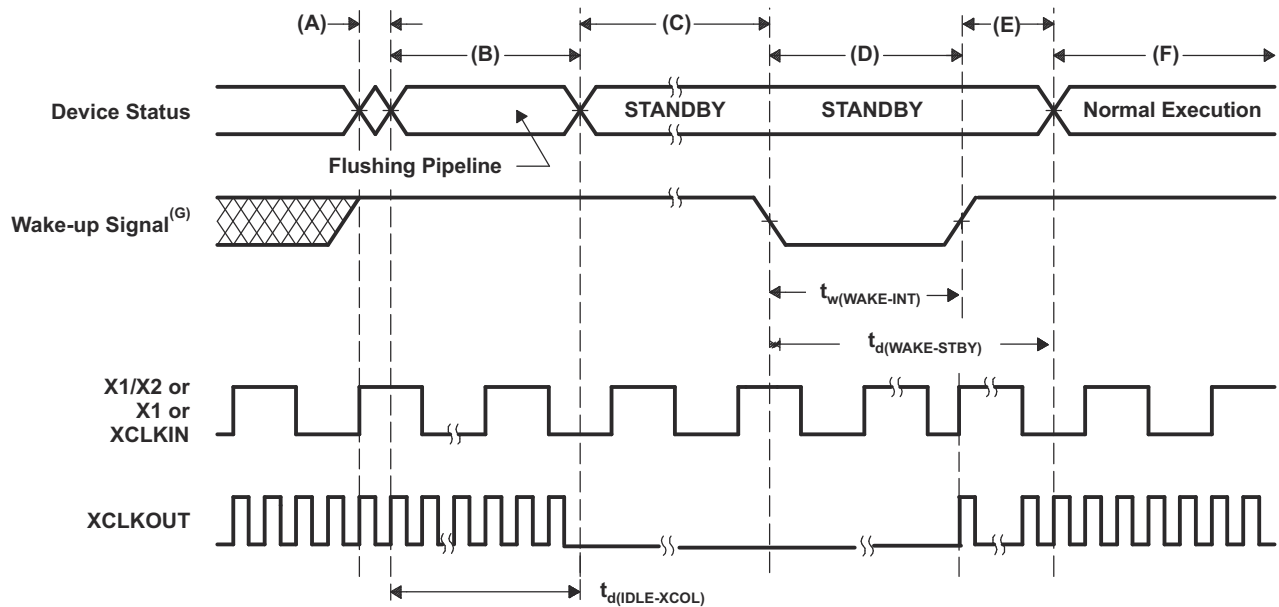 (A)
(B)
(C)
(D)
(E)
(F)
Device Status
STANDBY
STANDBY
Normal Execution
Flushing Pipeline
Wake-up Signal(G)
tw(WAKE-INT)
td(WAKE-STBY)
X1/X2 or
X1 or
XCLKIN
XCLKOUT
td(IDLE-XCOL)